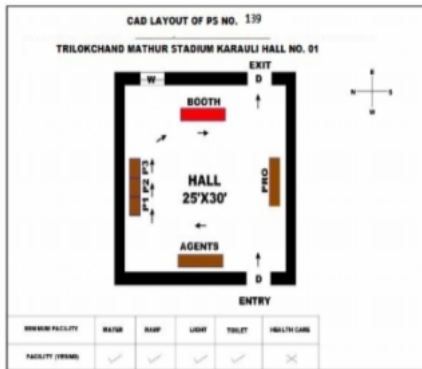 CAD LAYOUT OF PS NO. 139
TRILOKCHAND MATHUR STADIUM KARAULI HALL NO. 01
EXIT
W
D
E
N
S
W
BOOTH
P1 P2 P3
HALL
25'X30'
PRO
AGENTS
D
ENTRY
MINIMUM FACILITY WATER RAMP LIGHT TOILET HEALTH CARE
FACILITY (YES/NO)